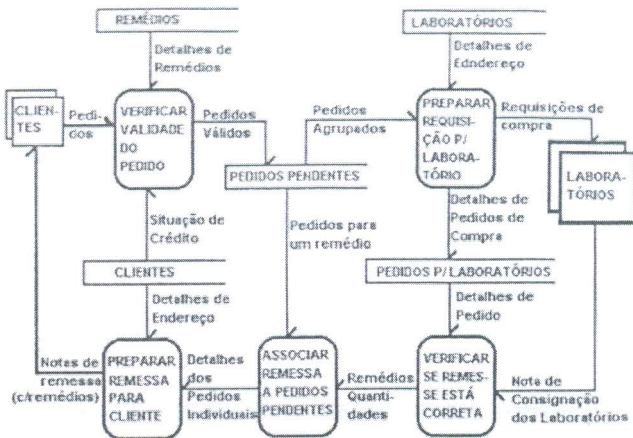 REMÉDIOS
LABORATÓRIOS
Detalhes de
Remédios
Detalhes de
Edndereço
CLIEN-
TES
Pedi-
dos
VERIFICAR
VALIDADE
DO
PEDIDO
Pedidos
Válidos
Pedidos
Agrupados
PREPARAR
REQUISI-
ÇÃO P/
LABORA-
TÓRIO
Requisições de
compra
PEDIDOS PENDENTES
LABORA-
TÓRIOS
Situação de
Crédito
Pedidos para
um remédio
Detalhes de
Pedidos de
Compra
CLIENTES
PEDIDOS P/ LABORATÓRIOS
Detalhes de
Endereço
Detalhes de
Pedido
Notas de
remessa
(c/remédios)
PREPARAR
REMESSA
PARA
CLIENTE
Detalhes
dos
Pedidos
Individuais
ASSOCIAR
REMESSA
A PEDIDOS
PENDENTES
Remédios
Quanti-
dades
VERIFICAR
SE REMES-
SE ESTÁ
CORRETA
Nota de
Consignação
dos Laboratórios